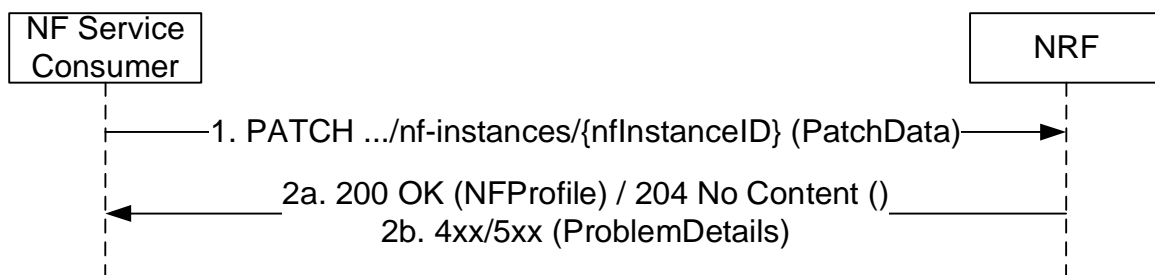 NF Service
Consumer
NRF
1. PATCH .../nf-instances/{nfInstanceID} (PatchData)
2a. 200 OK (NFProfile) / 204 No Content ()
2b. 4xx/5xx (ProblemDetails)